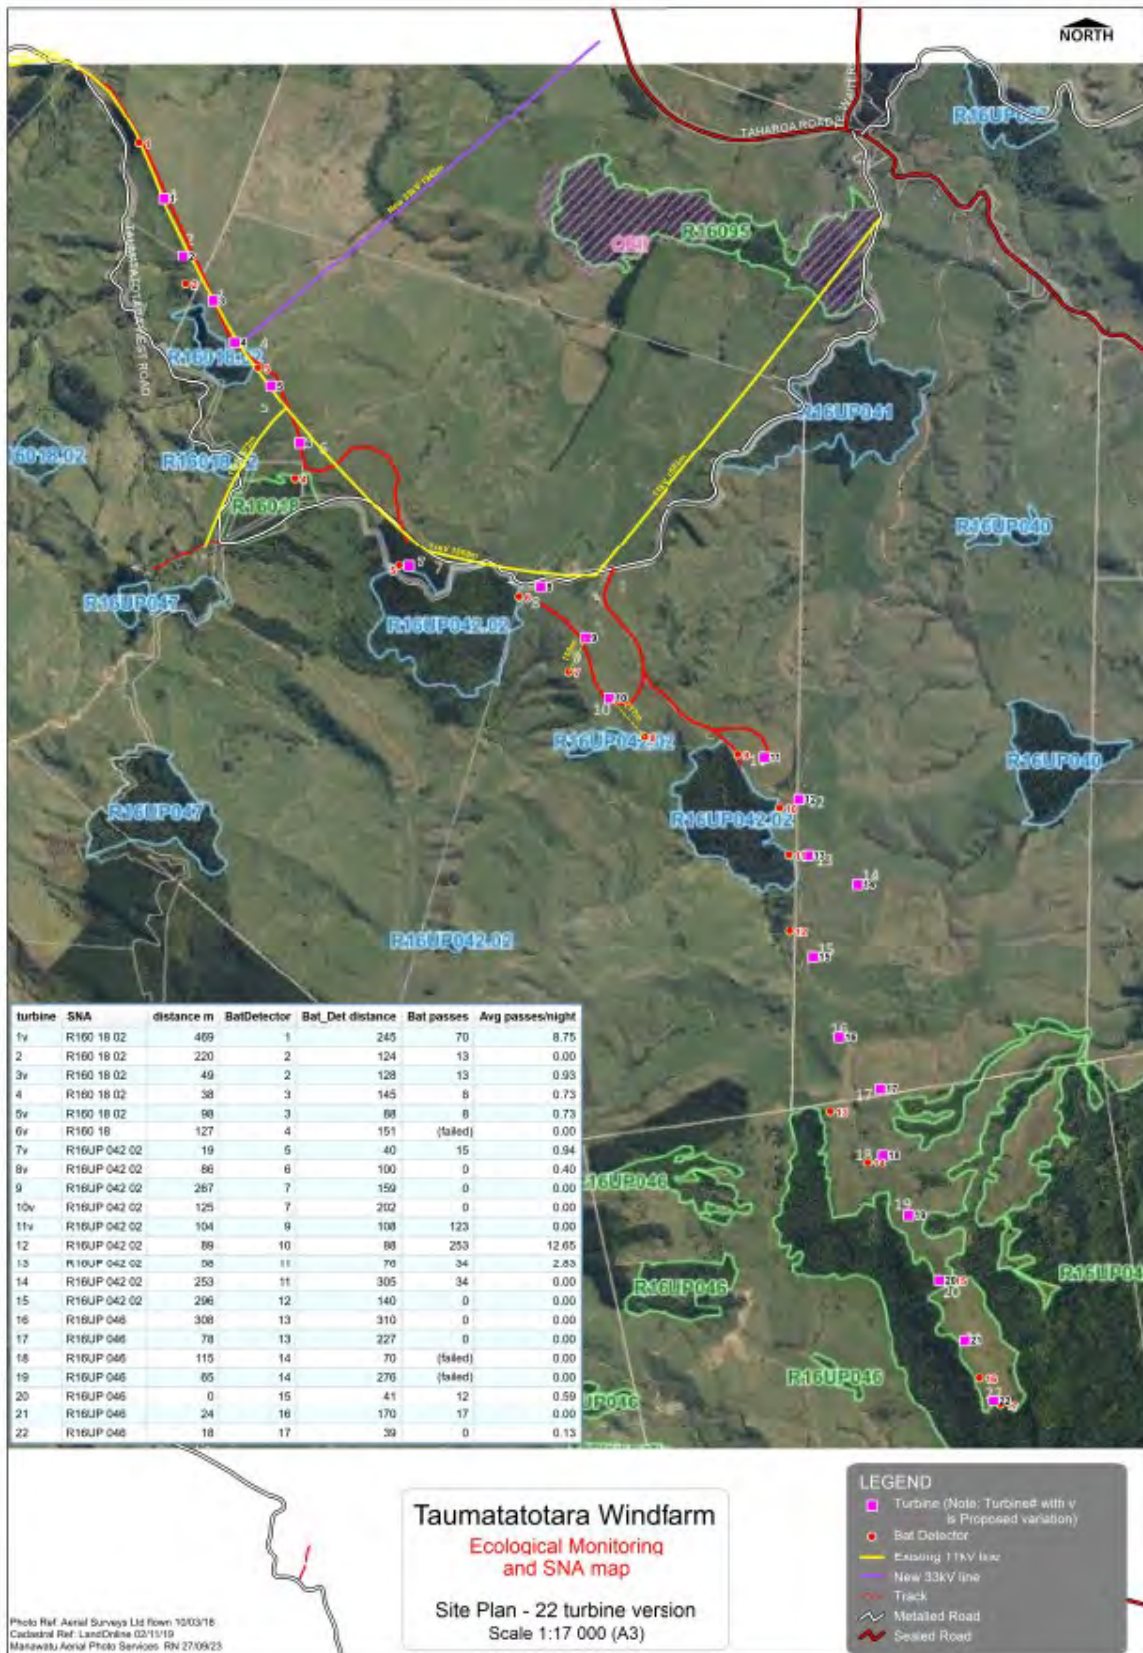 NORTH
TAHAROA ROAD
R16UP047
New 33kV 1942m
R16095
TAUMATATOTARA WEST ROAD
R16018.02
R16UP041
16018.02
R16018.02
R16018
R16UP040
R16UP047
R16UP042.02
R16UP042.02
R16UP040
R16UP047
R16UP042.02
R16UP042.02
turbine SNA distance m BatDetector Bat_Det distance Bat passes Avg passes/night
1v R160 18 02 469 1 245 70 8.75
2 R160 18 02 220 2 124 13 0.00
3v R160 18 02 49 2 128 13 0.93
4 R160 18 02 38 3 145 8 0.73
5v R160 18 02 98 3 88 8 0.73
6v R160 18 127 4 151 (failed) 0.00
7v R16UP 042 02 19 5 40 15 0.94
8v R16UP 042 02 86 6 100 0 0.40
9 R16UP 042 02 267 7 159 0 0.00
10v R16UP 042 02 125 7 202 0 0.00
11v R16UP 042 02 104 9 108 123 0.00
12 R16UP 042 02 89 10 88 253 12.65
13 R16UP 042 02 58 11 76 34 2.83
14 R16UP 042 02 253 11 305 34 0.00
15 R16UP 042 02 296 12 140 0 0.00
16 R16UP 046 308 13 310 0 0.00
17 R16UP 046 78 13 227 0 0.00
18 R16UP 046 115 14 70 (failed) 0.00
19 R16UP 046 65 14 276 (failed) 0.00
20 R16UP 046 0 15 41 12 0.59
21 R16UP 046 24 16 170 17 0.00
22 R16UP 046 18 17 39 0 0.13
16UP046
R16UP046
R16UP04
R16UP046
UP046
Taumatatotara Windfarm
Ecological Monitoring
and SNA map
Site Plan - 22 turbine version
Scale 1:17 000 (A3)
LEGEND
Turbine (Note: Turbine# with v
is Proposed variation)
Bat Detector
Existing 11kV line
New 33kV line
Track
Metalled Road
Sealed Road
Photo Ref: Aerial Surveys Ltd flown 10/03/18
Cadastral Ref: LandOnline 02/11/19
Manawatu Aerial Photo Services RN 27/09/23